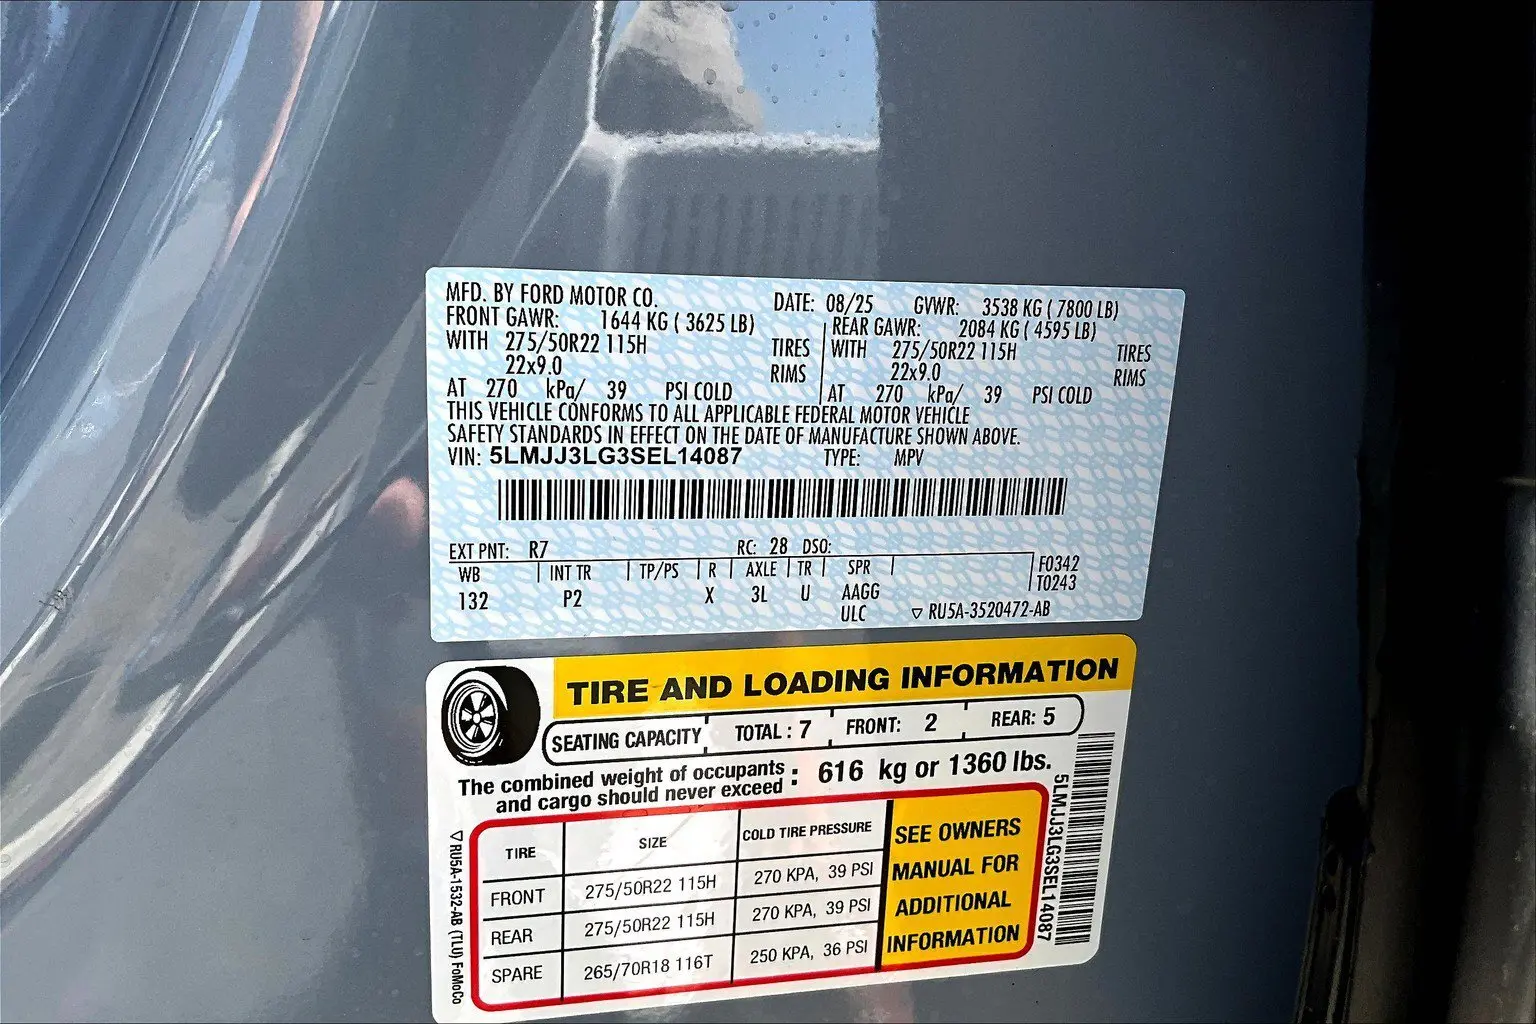 MFD. BY FORD MOTOR CO. DATE: 08/25 GVWR: 3538 KG ( 7800 LB)
FRONT GAWR: 1644 KG ( 3625 LB) REAR GAWR: 2084 KG ( 4595 LB)
WITH 275/50R22 115H TIRES WITH 275/50R22 115H TIRES
22x9.0 RIMS 22x9.0 RIMS
AT 270 kPa/ 39 PSI COLD AT 270 kPa/ 39 PSI COLD
THIS VEHICLE CONFORMS TO ALL APPLICABLE FEDERAL MOTOR VEHICLE
SAFETY STANDARDS IN EFFECT ON THE DATE OF MANUFACTURE SHOWN ABOVE.
VIN: 5LMJJ3LG3SEL14087 TYPE: MPV
EXT PNT: R7 RC: 28 DSO:
WB INT TR TP/PS R AXLE TR SPR F0342
132 P2 X 3L U AAGG T0243
ULC ▽ RU5A-3520472-AB
TIRE AND LOADING INFORMATION
SEATING CAPACITY TOTAL : 7 FRONT: 2 REAR: 5
The combined weight of occupants and cargo should never exceed : 616 kg or 1360 lbs.
TIRE SIZE COLD TIRE PRESSURE
FRONT 275/50R22 115H 270 KPA, 39 PSI
REAR 275/50R22 115H 270 KPA, 39 PSI
SPARE 265/70R18 116T 250 KPA, 36 PSI
SEE OWNERS
MANUAL FOR
ADDITIONAL
INFORMATION
5LMJJ3LG3SEL14087
▽ RU5A-1532-AB (TLU) FoMoCo